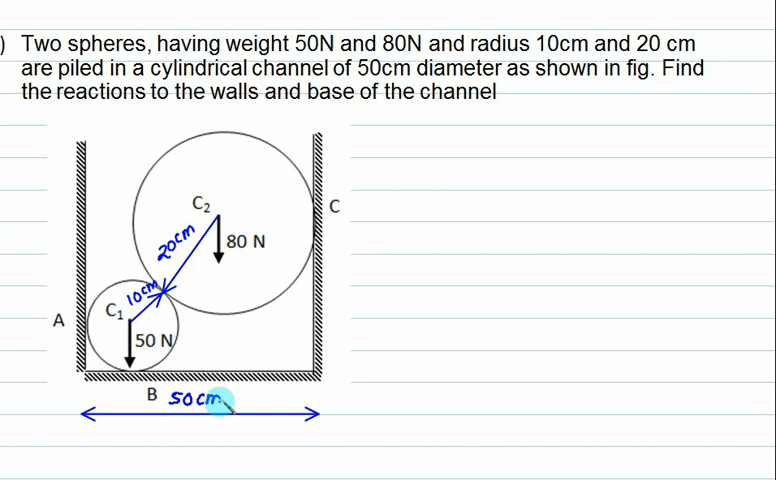 ) Two spheres, having weight 50N and 80N and radius 10cm and 20 cm
are piled in a cylindrical channel of 50cm diameter as shown in fig. Find
the reactions to the walls and base of the channel
C₂
C
20cm
80 N
10cm
C₁
A
50 N
B 50cm